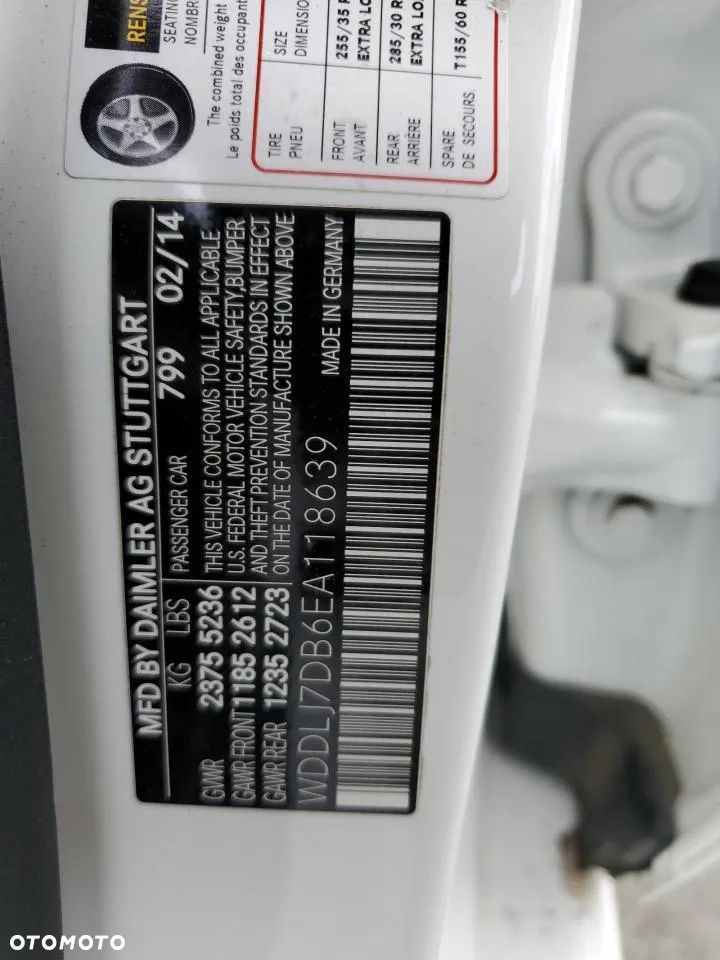 RENS
SEATING
NOMBR
The combined weight
Le poids total des occupant
TIRE SIZE
PNEU DIMENSION
FRONT 255/35 R
AVANT EXTRA LO
REAR 285/30 R
ARRIÈRE EXTRA LOA
SPARE T155/60 R
DE SECOURS
MFD BY DAIMLER AG STUTTGART
KG LBS PASSENGER CAR 799 02/14
GVWR 2375 5236 THIS VEHICLE CONFORMS TO ALL APPLICABLE
GAWR FRONT 1185 2612 U.S. FEDERAL MOTOR VEHICLE SAFETY,BUMPER
GAWR REAR 1235 2723 AND THEFT PREVENTION STANDARDS IN EFFECT
ON THE DATE OF MANUFACTURE SHOWN ABOVE
WDDLJ7DB6EA118639 MADE IN GERMANY
OTOMOTO